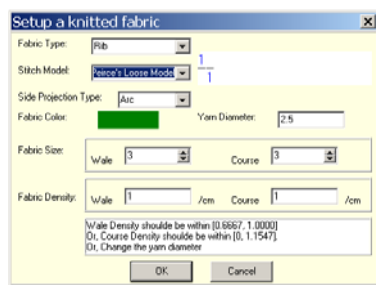 Setup a knitted fabric
Fabric Type: Rib
1
1
Stitch Model: Peirce's Loose Model
Side Projection Type: Arc
Fabric Color: Yarn Diameter: 2.5
Fabric Size: Wale 3 Course 3
Fabric Density: Wale 1 /cm Course 1 /cm
Wale Density shoulde be within [0.6667, 1.0000]
Or, Course Density shoulde be within [0, 1.1547],
Or, Change the yarn diameter
OK Cancel